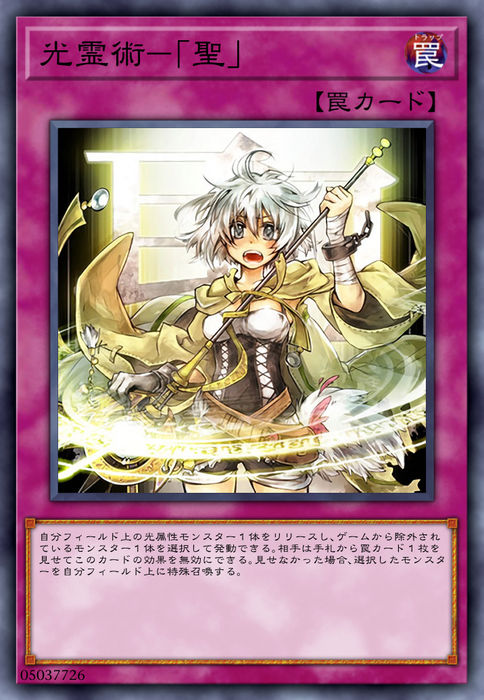 光霊術－「聖」
トラップ
罠
【罠カード】
自分フィールド上の光属性モンスター１体をリリースし、ゲームから除外され
ているモンスター１体を選択して発動できる。相手は手札から罠カード１枚を
見せてこのカードの効果を無効にできる。見せなかった場合、選択したモンスタ
ーを自分フィールド上に特殊召喚する。
05037726